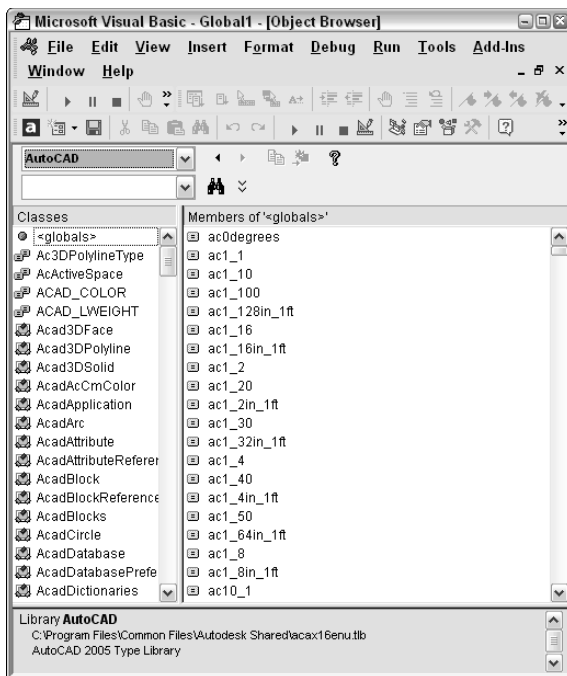 Microsoft Visual Basic - Global1 - [Object Browser]
File Edit View Insert Format Debug Run Tools Add-Ins
Window Help
AutoCAD
Classes
<globals>
Ac3DPolylineType
AcActiveSpace
ACAD_COLOR
ACAD_LWEIGHT
Acad3DFace
Acad3DPolyline
Acad3DSolid
AcadAcCmColor
AcadApplication
AcadArc
AcadAttribute
AcadAttributeReferer
AcadBlock
AcadBlockReference
AcadBlocks
AcadCircle
AcadDatabase
AcadDatabasePrefe
AcadDictionaries
Members of '<globals>'
ac0degrees
ac1_1
ac1_10
ac1_100
ac1_128in_1ft
ac1_16
ac1_16in_1ft
ac1_2
ac1_20
ac1_2in_1ft
ac1_30
ac1_32in_1ft
ac1_4
ac1_40
ac1_4in_1ft
ac1_50
ac1_64in_1ft
ac1_8
ac1_8in_1ft
ac10_1
Library AutoCAD
C:\Program Files\Common Files\Autodesk Shared\acax16enu.tlb
AutoCAD 2005 Type Library